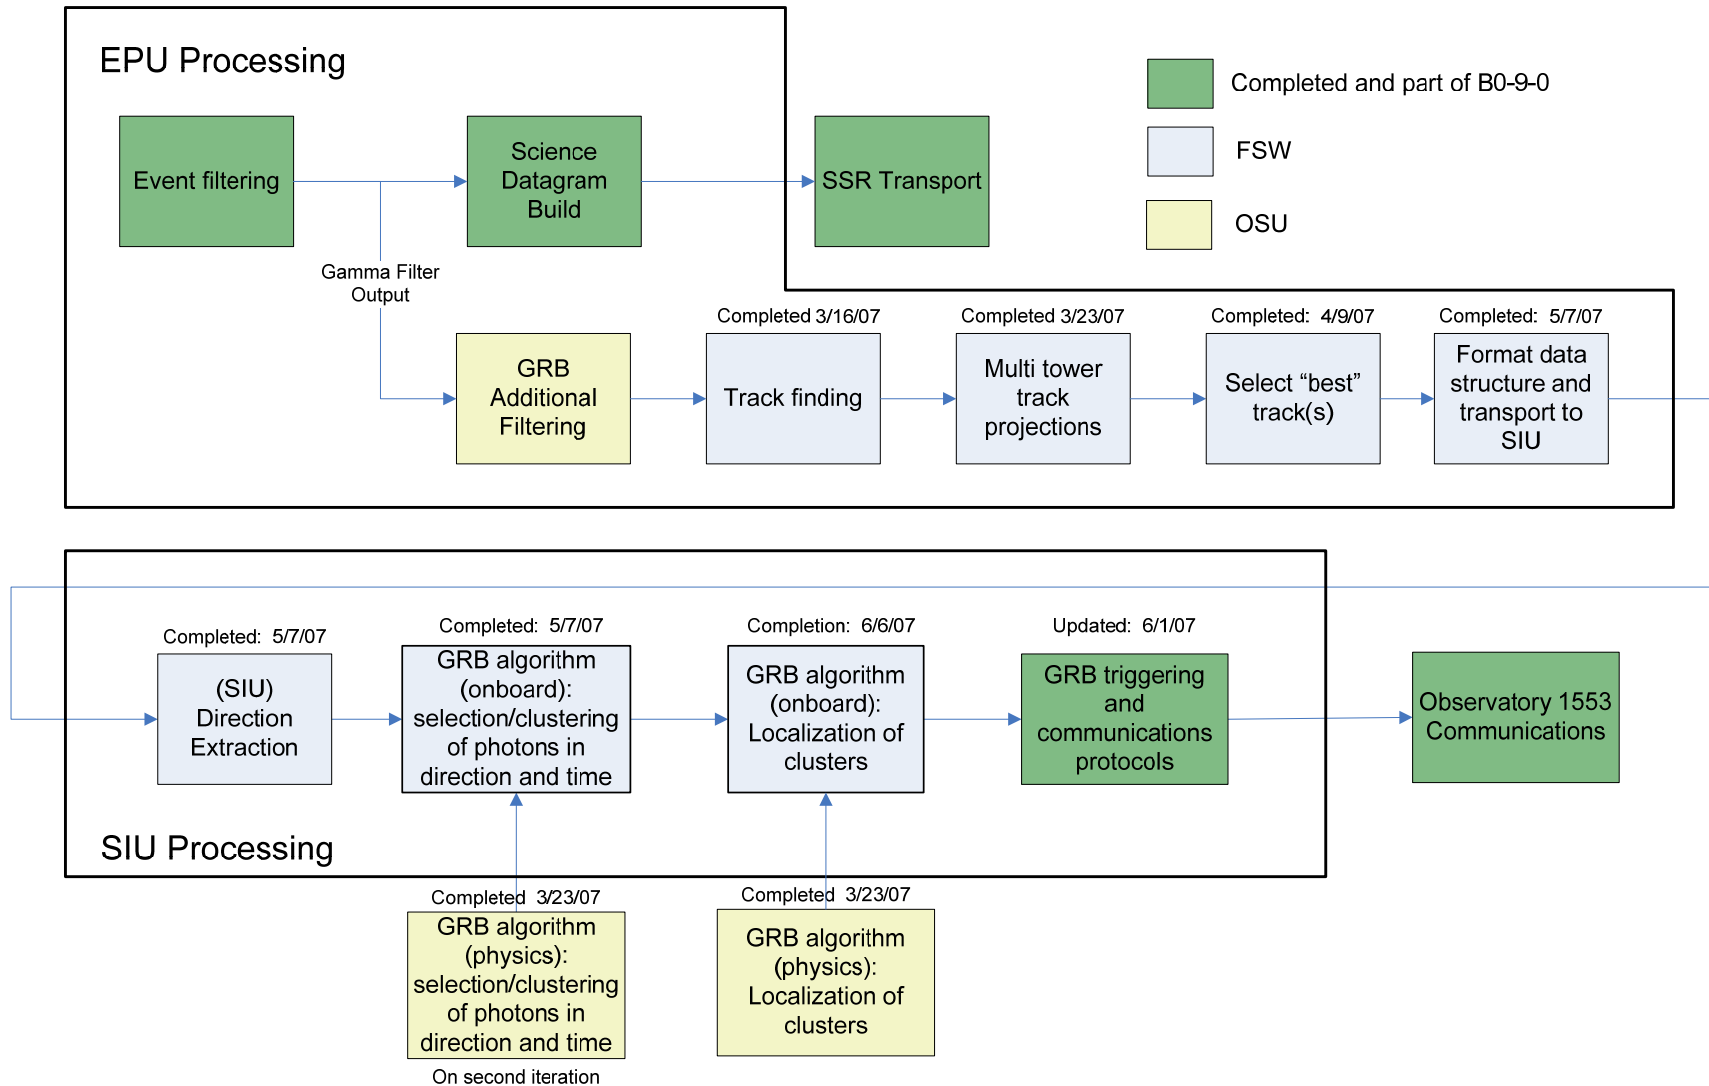 EPU Processing
Completed and part of B0-9-0
FSW
OSU
Event filtering
Science
Datagram
Build
SSR Transport
Gamma Filter
Output
GRB
Additional
Filtering
Completed 3/16/07
Track finding
Completed 3/23/07
Multi tower
track
projections
Completed:  4/9/07
Select “best”
track(s)
Completed:  5/7/07
Format data
structure and
transport to
SIU
Completed:  5/7/07
(SIU)
Direction
Extraction
Completed:  5/7/07
GRB algorithm
(onboard):
selection/clustering
of photons in
direction and time
Completion:  6/6/07
GRB algorithm
(onboard):
Localization of
clusters
Updated:  6/1/07
GRB triggering
and
communications
protocols
Observatory 1553
Communications
SIU Processing
Completed  3/23/07
GRB algorithm
(physics):
selection/clustering
of photons in
direction and time
On second iteration
Completed  3/23/07
GRB algorithm
(physics):
Localization of
clusters